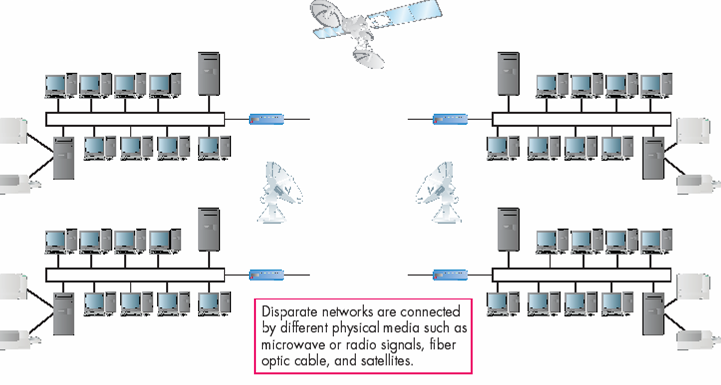 Disparate networks are connected
by different physical media such as
microwave or radio signals, fiber
optic cable, and satellites.